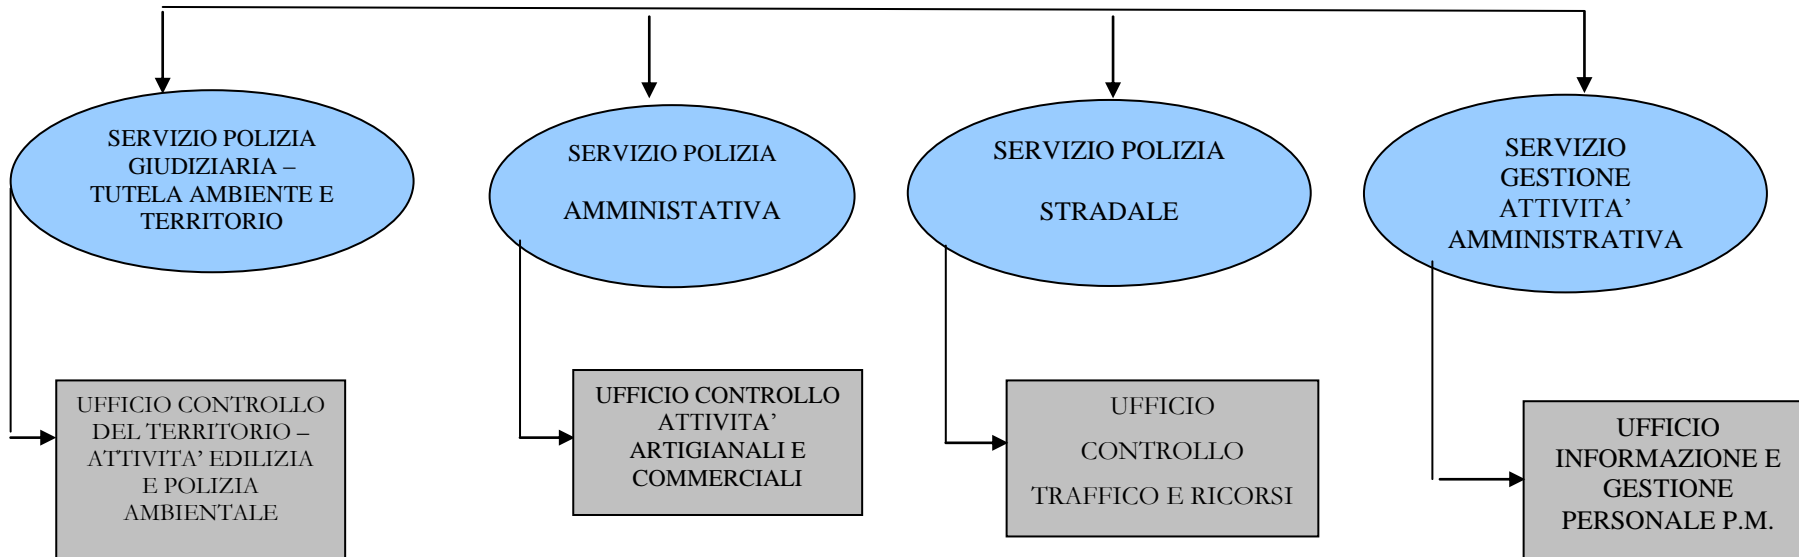 SERVIZIO POLIZIA
GIUDIZIARIA –
TUTELA AMBIENTE E
TERRITORIO
SERVIZIO POLIZIA
AMMINISTATIVA
SERVIZIO POLIZIA
STRADALE
SERVIZIO
GESTIONE
ATTIVITA’
AMMINISTRATIVA
UFFICIO CONTROLLO
DEL TERRITORIO –
ATTIVITA’ EDILIZIA
E POLIZIA
AMBIENTALE
UFFICIO CONTROLLO
ATTIVITA’
ARTIGIANALI E
COMMERCIALI
UFFICIO
CONTROLLO
TRAFFICO E RICORSI
UFFICIO
INFORMAZIONE E
GESTIONE
PERSONALE P.M.